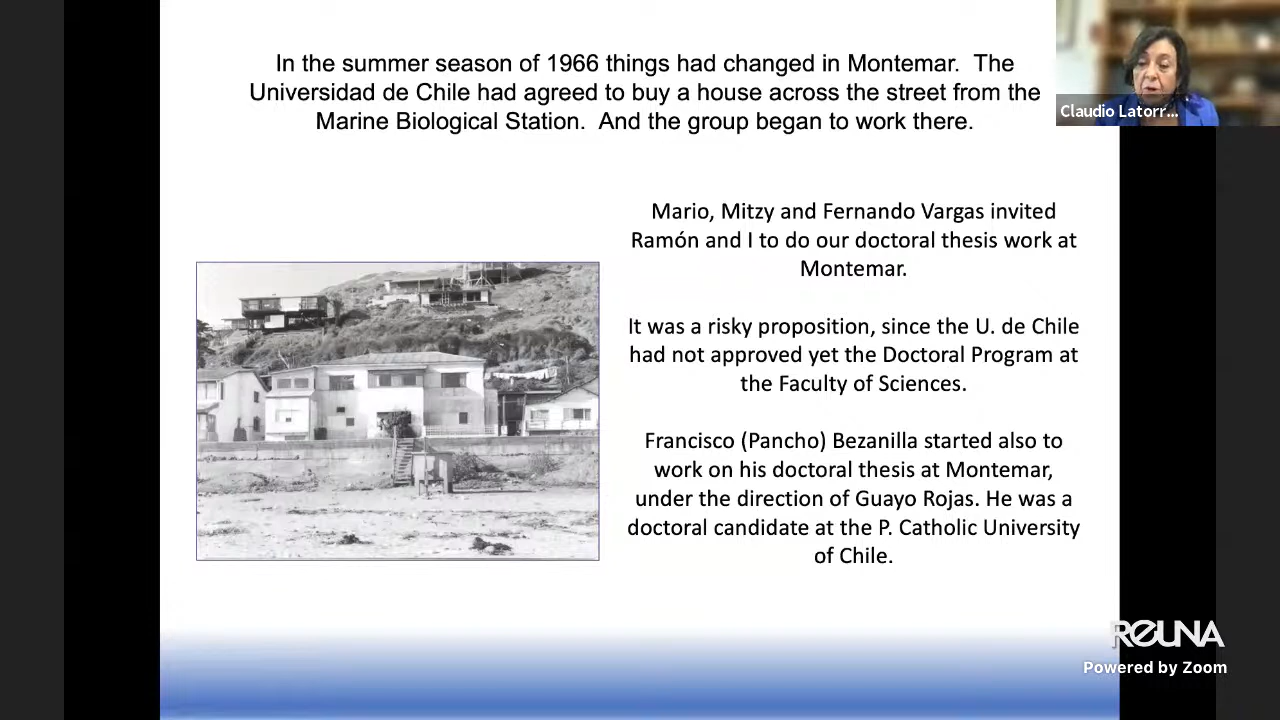 In the summer season of 1966 things had changed in Montemar. The
Universidad de Chile had agreed to buy a house across the street from the
Marine Biological Station. And the group began to work there.
Claudio Latorr...
Mario, Mitzy and Fernando Vargas invited
Ramón and I to do our doctoral thesis work at
Montemar.
It was a risky proposition, since the U. de Chile
had not approved yet the Doctoral Program at
the Faculty of Sciences.
Francisco (Pancho) Bezanilla started also to
work on his doctoral thesis at Montemar,
under the direction of Guayo Rojas. He was a
doctoral candidate at the P. Catholic University
of Chile.
REUNA
Powered by Zoom